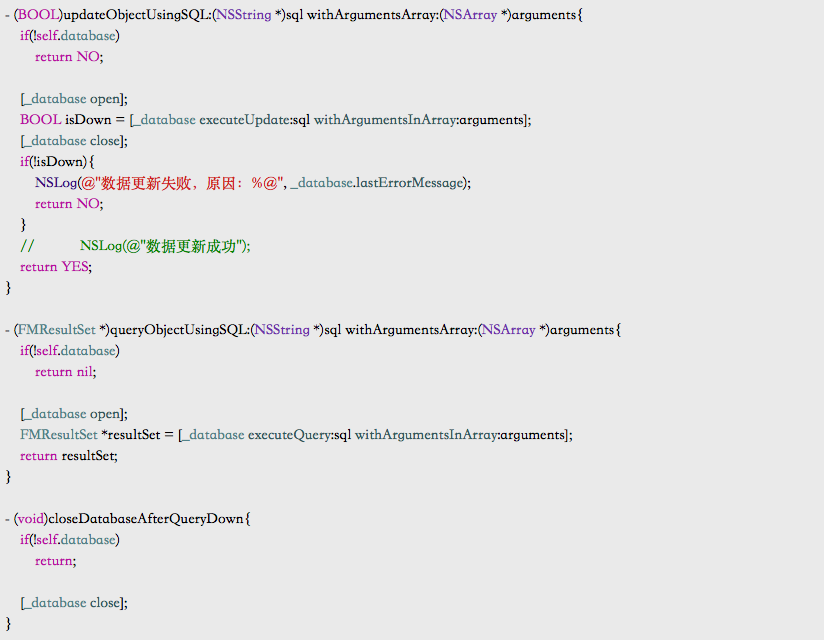 - (BOOL)updateObjectUsingSQL:(NSString *)sql withArgumentsArray:(NSArray *)arguments{
    if(!self.database)
        return NO;
    [_database open];
    BOOL isDown = [_database executeUpdate:sql withArgumentsInArray:arguments];
    [_database close];
    if(!isDown){
        NSLog(@"数据更新失败，原因：%@", _database.lastErrorMessage);
        return NO;
    }
    //        NSLog(@"数据更新成功");
    return YES;
}
- (FMResultSet *)queryObjectUsingSQL:(NSString *)sql withArgumentsArray:(NSArray *)arguments{
    if(!self.database)
        return nil;
    [_database open];
    FMResultSet *resultSet = [_database executeQuery:sql withArgumentsInArray:arguments];
    return resultSet;
}
- (void)closeDatabaseAfterQueryDown{
    if(!self.database)
        return;
    [_database close];
}